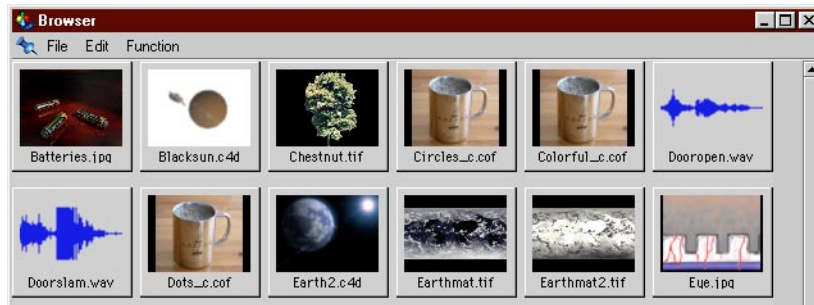 Browser
File Edit Function
Batteries.jpg Blacksun.c4d Chestnut.tif Circles_c.cof Colorful_c.cof Dooropen.wav
Doorslam.wav Dots_c.cof Earth2.c4d Earthmat.tif Earthmat2.tif Eye.jpg